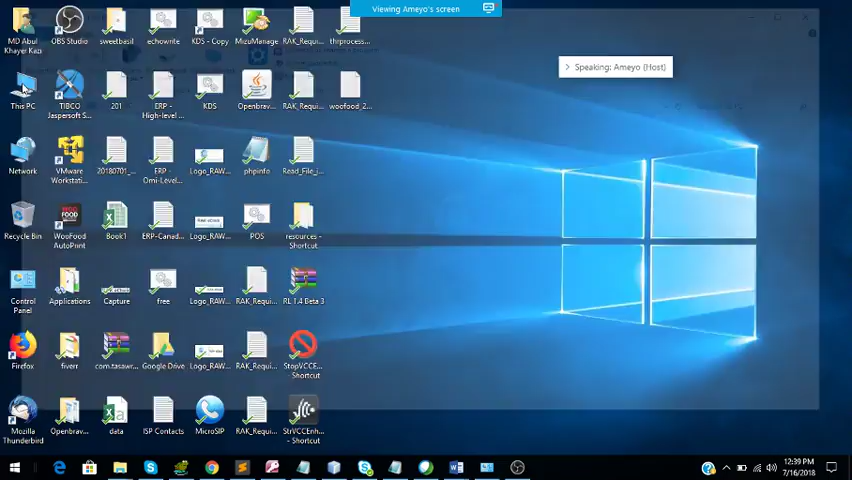 Viewing Ameyo's screen
Speaking: Ameyo [Host]
MD Abul Khayer Kazi
OBS Studio
sweetbasil
echowrite
KDS - Copy
MizuManage
RAK_Requi...
thrprocess...
This PC
TIBCO Jaspersoft S...
201
ERP - High-level ...
KDS
Openbrav...
RAK_Requi...
woofood_2...
Network
VMware Workstati...
20180701_...
ERP - Omi-Level...
Logo_RAW...
phpinfo
Read_File_i...
Recycle Bin
WooFood AutoPrint
Book1
ERP-Canad...
Logo_RAW...
POS
resources - Shortcut
Control Panel
Applications
Capture
free
Logo_RAW...
RAK_Requi...
RL 1.4 Beta 3
Firefox
fiverr
com.tasawr...
Google Drive
Logo_RAW...
RAK_Requi...
StopVCCE... Shortcut
Mozilla Thunderbird
Openbrav...
data
ISP Contacts
MicroSIP
RAK_Requi...
StrVCCEnh... - Shortcut
12:39 PM
7/16/2018